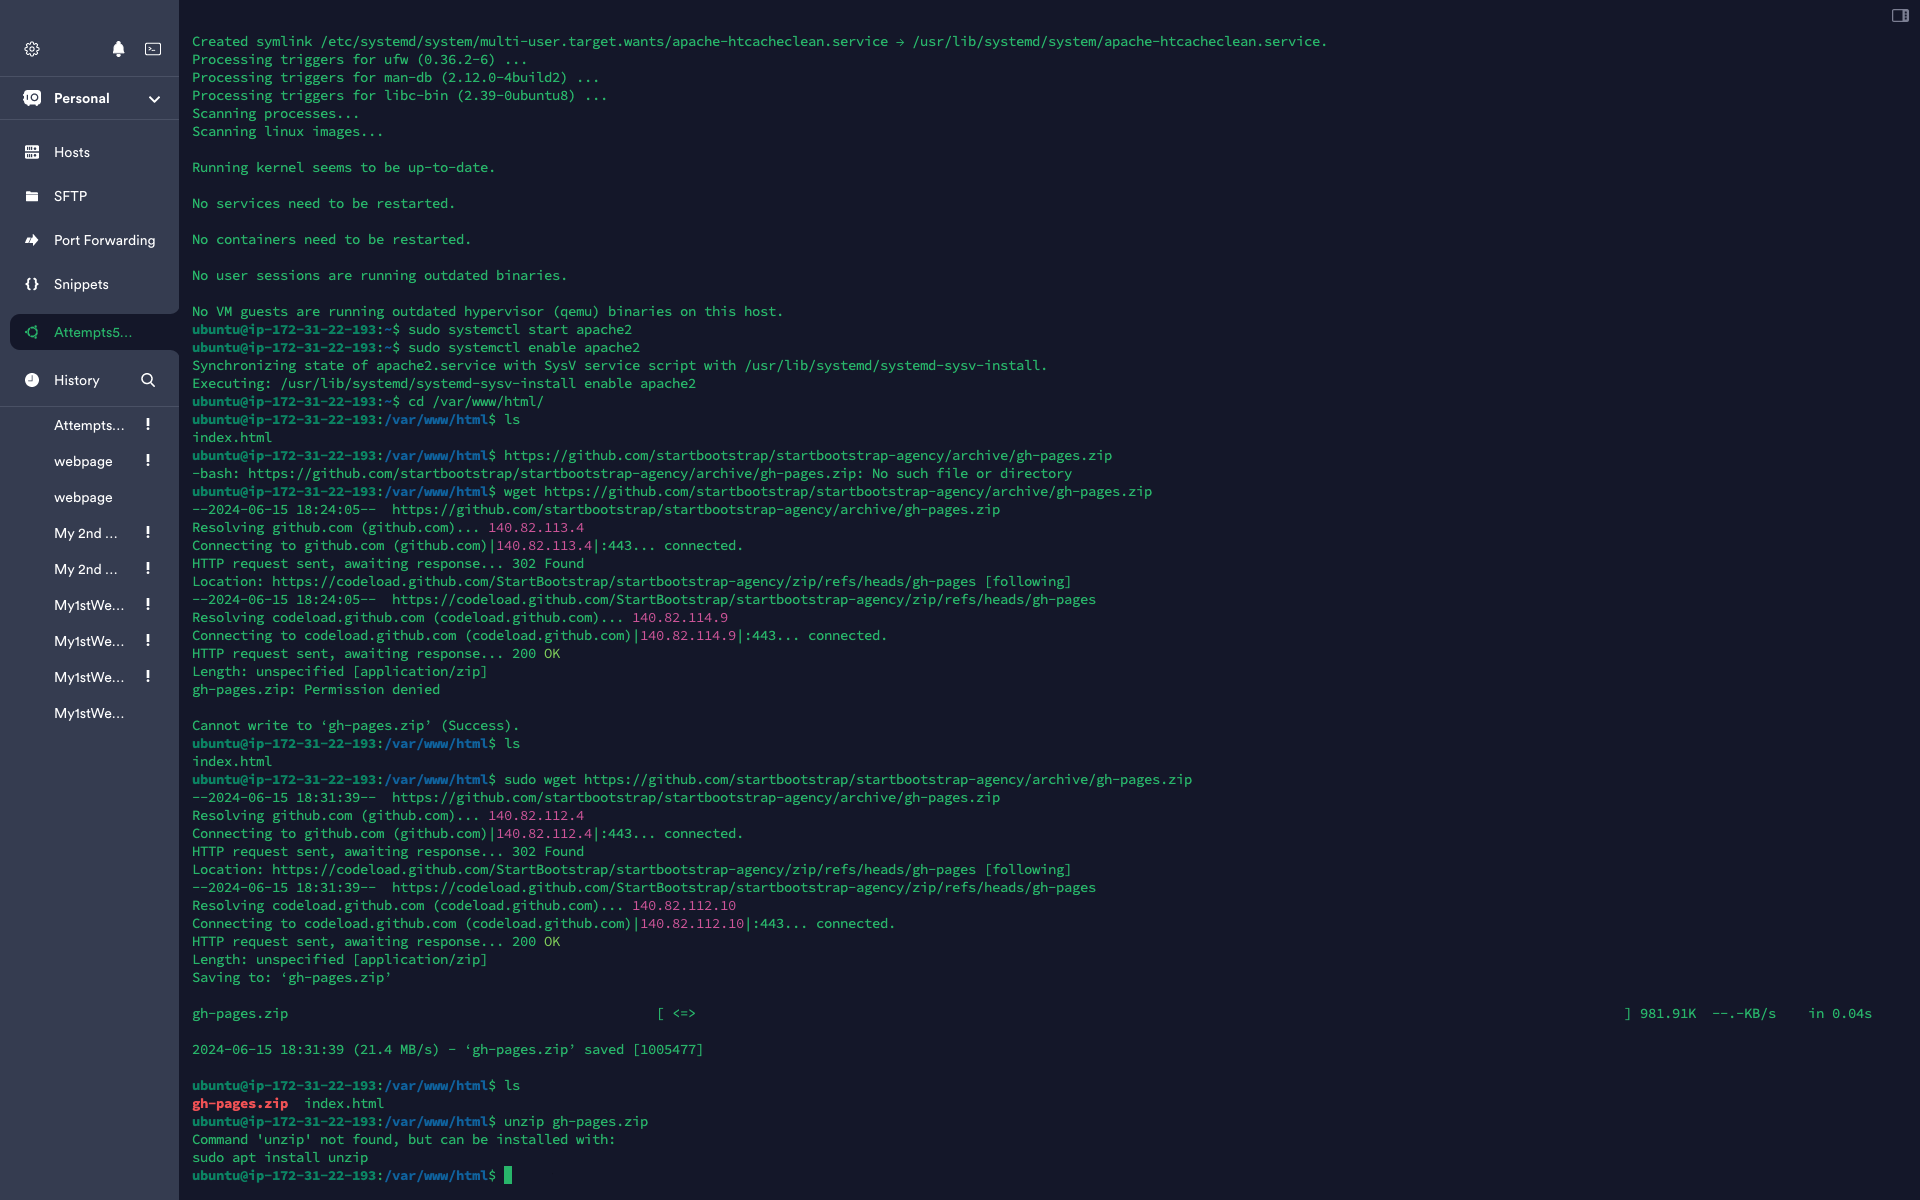 Personal
Hosts
SFTP
Port Forwarding
Snippets
Attempts5...
History
Attempts... !
webpage !
webpage
My 2nd ... !
My 2nd ... !
My1stWe... !
My1stWe... !
My1stWe... !
My1stWe...
Created symlink /etc/systemd/system/multi-user.target.wants/apache-htcacheclean.service → /usr/lib/systemd/system/apache-htcacheclean.service.
Processing triggers for ufw (0.36.2-6) ...
Processing triggers for man-db (2.12.0-4build2) ...
Processing triggers for libc-bin (2.39-0ubuntu8) ...
Scanning processes...
Scanning linux images...
Running kernel seems to be up-to-date.
No services need to be restarted.
No containers need to be restarted.
No user sessions are running outdated binaries.
No VM guests are running outdated hypervisor (qemu) binaries on this host.
ubuntu@ip-172-31-22-193:~$ sudo systemctl start apache2
ubuntu@ip-172-31-22-193:~$ sudo systemctl enable apache2
Synchronizing state of apache2.service with SysV service script with /usr/lib/systemd/systemd-sysv-install.
Executing: /usr/lib/systemd/systemd-sysv-install enable apache2
ubuntu@ip-172-31-22-193:~$ cd /var/www/html/
ubuntu@ip-172-31-22-193:/var/www/html$ ls
index.html
ubuntu@ip-172-31-22-193:/var/www/html$ https://github.com/startbootstrap/startbootstrap-agency/archive/gh-pages.zip
-bash: https://github.com/startbootstrap/startbootstrap-agency/archive/gh-pages.zip: No such file or directory
ubuntu@ip-172-31-22-193:/var/www/html$ wget https://github.com/startbootstrap/startbootstrap-agency/archive/gh-pages.zip
--2024-06-15 18:24:05--  https://github.com/startbootstrap/startbootstrap-agency/archive/gh-pages.zip
Resolving github.com (github.com)... 140.82.113.4
Connecting to github.com (github.com)|140.82.113.4|:443... connected.
HTTP request sent, awaiting response... 302 Found
Location: https://codeload.github.com/StartBootstrap/startbootstrap-agency/zip/refs/heads/gh-pages [following]
--2024-06-15 18:24:05--  https://codeload.github.com/StartBootstrap/startbootstrap-agency/zip/refs/heads/gh-pages
Resolving codeload.github.com (codeload.github.com)... 140.82.114.9
Connecting to codeload.github.com (codeload.github.com)|140.82.114.9|:443... connected.
HTTP request sent, awaiting response... 200 OK
Length: unspecified [application/zip]
gh-pages.zip: Permission denied
Cannot write to ‘gh-pages.zip’ (Success).
ubuntu@ip-172-31-22-193:/var/www/html$ ls
index.html
ubuntu@ip-172-31-22-193:/var/www/html$ sudo wget https://github.com/startbootstrap/startbootstrap-agency/archive/gh-pages.zip
--2024-06-15 18:31:39--  https://github.com/startbootstrap/startbootstrap-agency/archive/gh-pages.zip
Resolving github.com (github.com)... 140.82.112.4
Connecting to github.com (github.com)|140.82.112.4|:443... connected.
HTTP request sent, awaiting response... 302 Found
Location: https://codeload.github.com/StartBootstrap/startbootstrap-agency/zip/refs/heads/gh-pages [following]
--2024-06-15 18:31:39--  https://codeload.github.com/StartBootstrap/startbootstrap-agency/zip/refs/heads/gh-pages
Resolving codeload.github.com (codeload.github.com)... 140.82.112.10
Connecting to codeload.github.com (codeload.github.com)|140.82.112.10|:443... connected.
HTTP request sent, awaiting response... 200 OK
Length: unspecified [application/zip]
Saving to: ‘gh-pages.zip’
gh-pages.zip [ <=> ] 981.91K  --.-KB/s    in 0.04s
2024-06-15 18:31:39 (21.4 MB/s) - ‘gh-pages.zip’ saved [1005477]
ubuntu@ip-172-31-22-193:/var/www/html$ ls
gh-pages.zip  index.html
ubuntu@ip-172-31-22-193:/var/www/html$ unzip gh-pages.zip
Command 'unzip' not found, but can be installed with:
sudo apt install unzip
ubuntu@ip-172-31-22-193:/var/www/html$